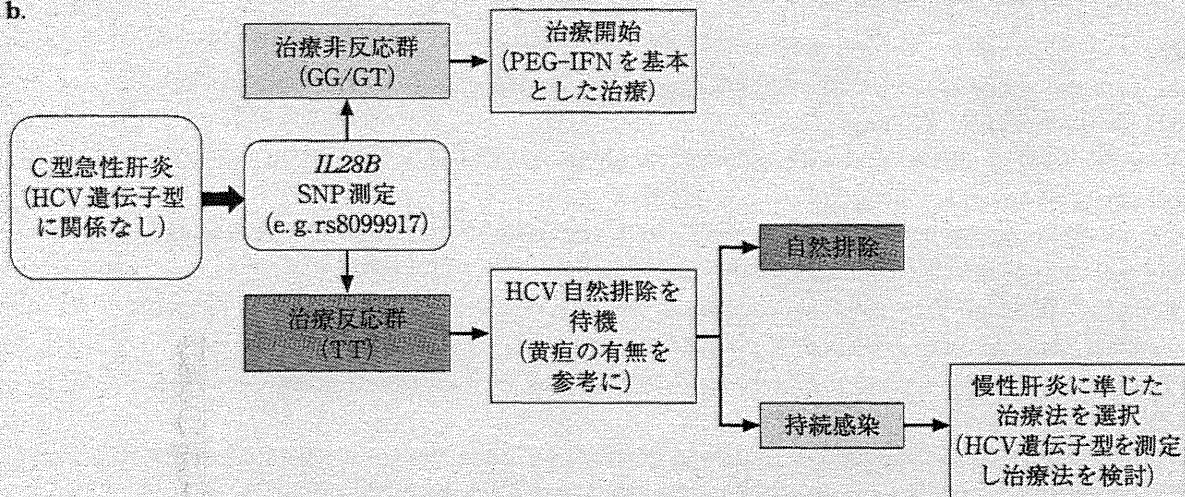 b.
治療非反応群
(GG/GT)
治療開始
(PEG-IFNを基本
とした治療)
C型急性肝炎
(HCV遺伝子型
に関係なし)
IL28B
SNP測定
(e.g.rs8099917)
治療反応群
(TT)
HCV自然排除を
待機
(黄疸の有無を
参考に)
自然排除
持続感染
慢性肝炎に準じた
治療法を選択
(HCV遺伝子型を測定
し治療法を検討)